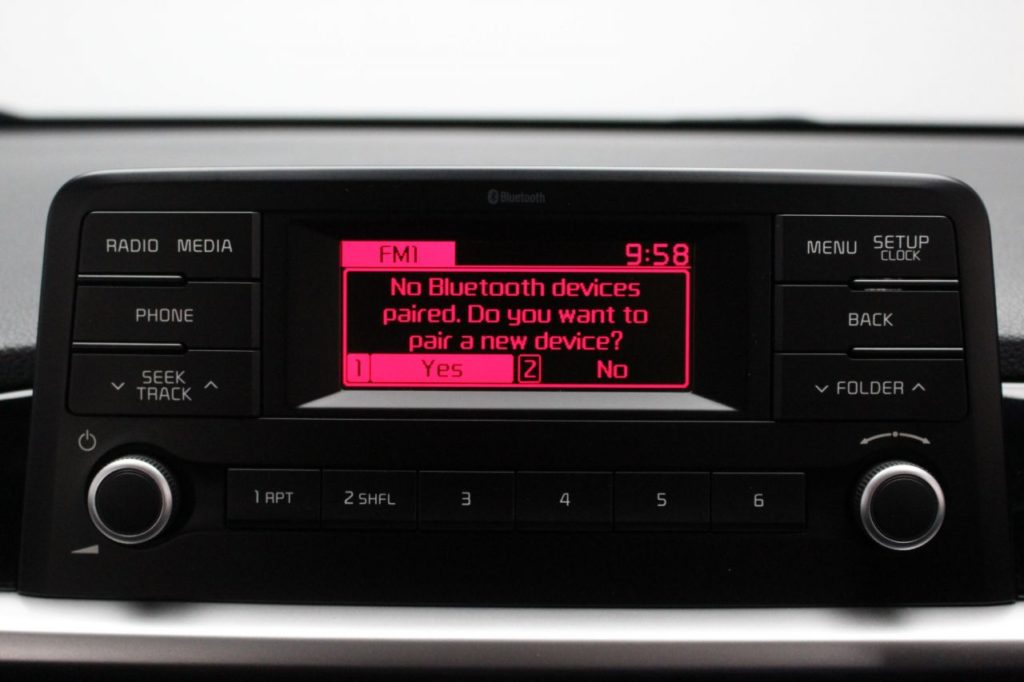 Bluetooth
RADIO MEDIA
PHONE
SEEK
TRACK
FM1 9:58
No Bluetooth devices
paired. Do you want to
pair a new device?
1 Yes 2 No
MENU SETUP
CLOCK
BACK
FOLDER
1 RPT 2 SHFL 3 4 5 6